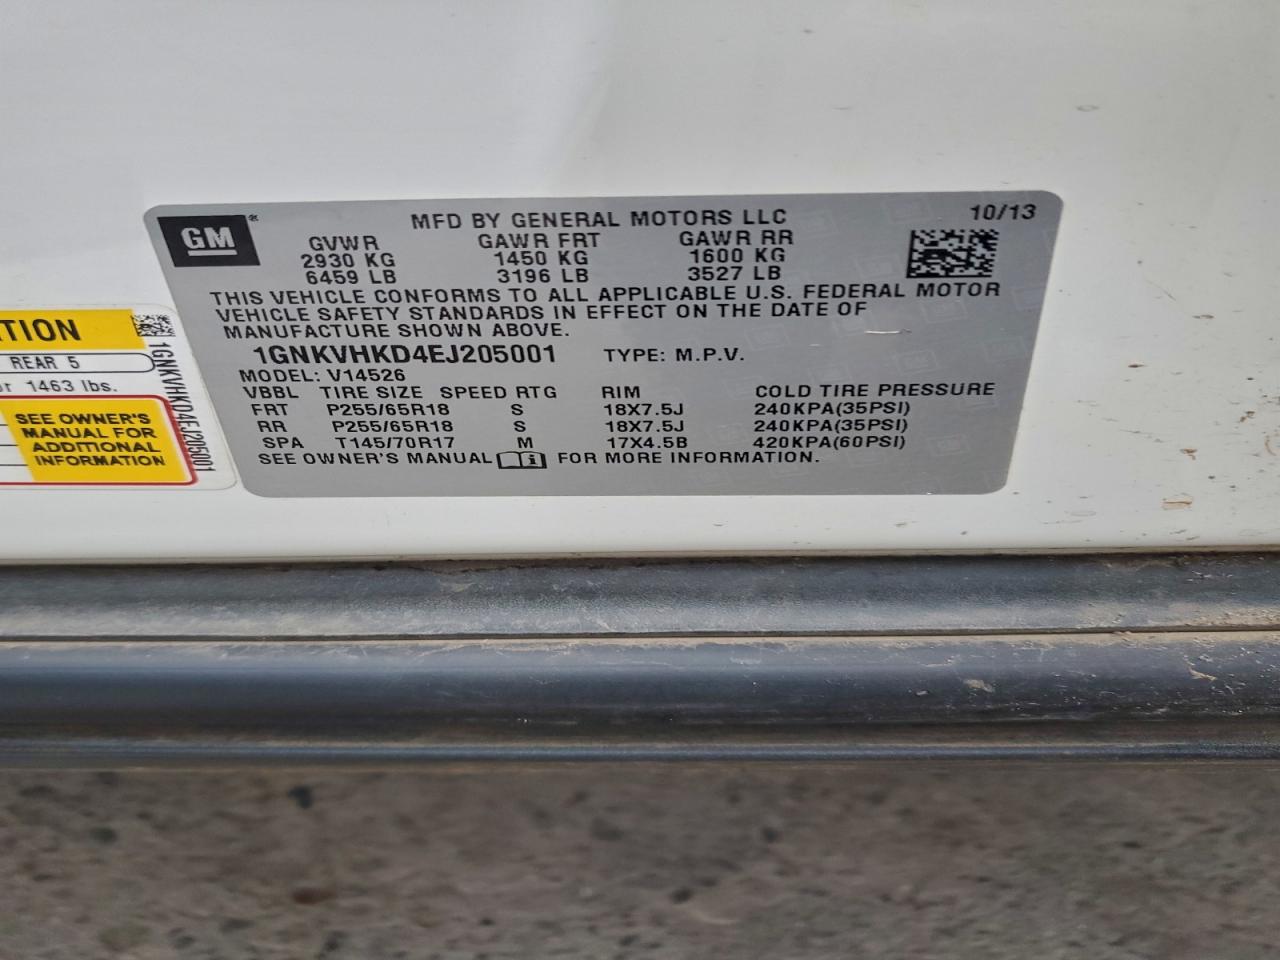 GM®
MFD BY GENERAL MOTORS LLC 10/13
GVWR GAWR FRT GAWR RR
2930 KG 1450 KG 1600 KG
6459 LB 3196 LB 3527 LB
THIS VEHICLE CONFORMS TO ALL APPLICABLE U.S. FEDERAL MOTOR
VEHICLE SAFETY STANDARDS IN EFFECT ON THE DATE OF
MANUFACTURE SHOWN ABOVE.
1GNKVHKD4EJ205001 TYPE: M.P.V.
MODEL: V14526
VBBL TIRE SIZE SPEED RTG RIM COLD TIRE PRESSURE
FRT P255/65R18 S 18X7.5J 240KPA(35PSI)
RR P255/65R18 S 18X7.5J 240KPA(35PSI)
SPA T145/70R17 M 17X4.5B 420KPA(60PSI)
SEE OWNER'S MANUAL FOR MORE INFORMATION.
TION
REAR 5
1463 lbs.
SEE OWNER'S
MANUAL FOR
ADDITIONAL
INFORMATION
1GNKVHKD4EJ205001